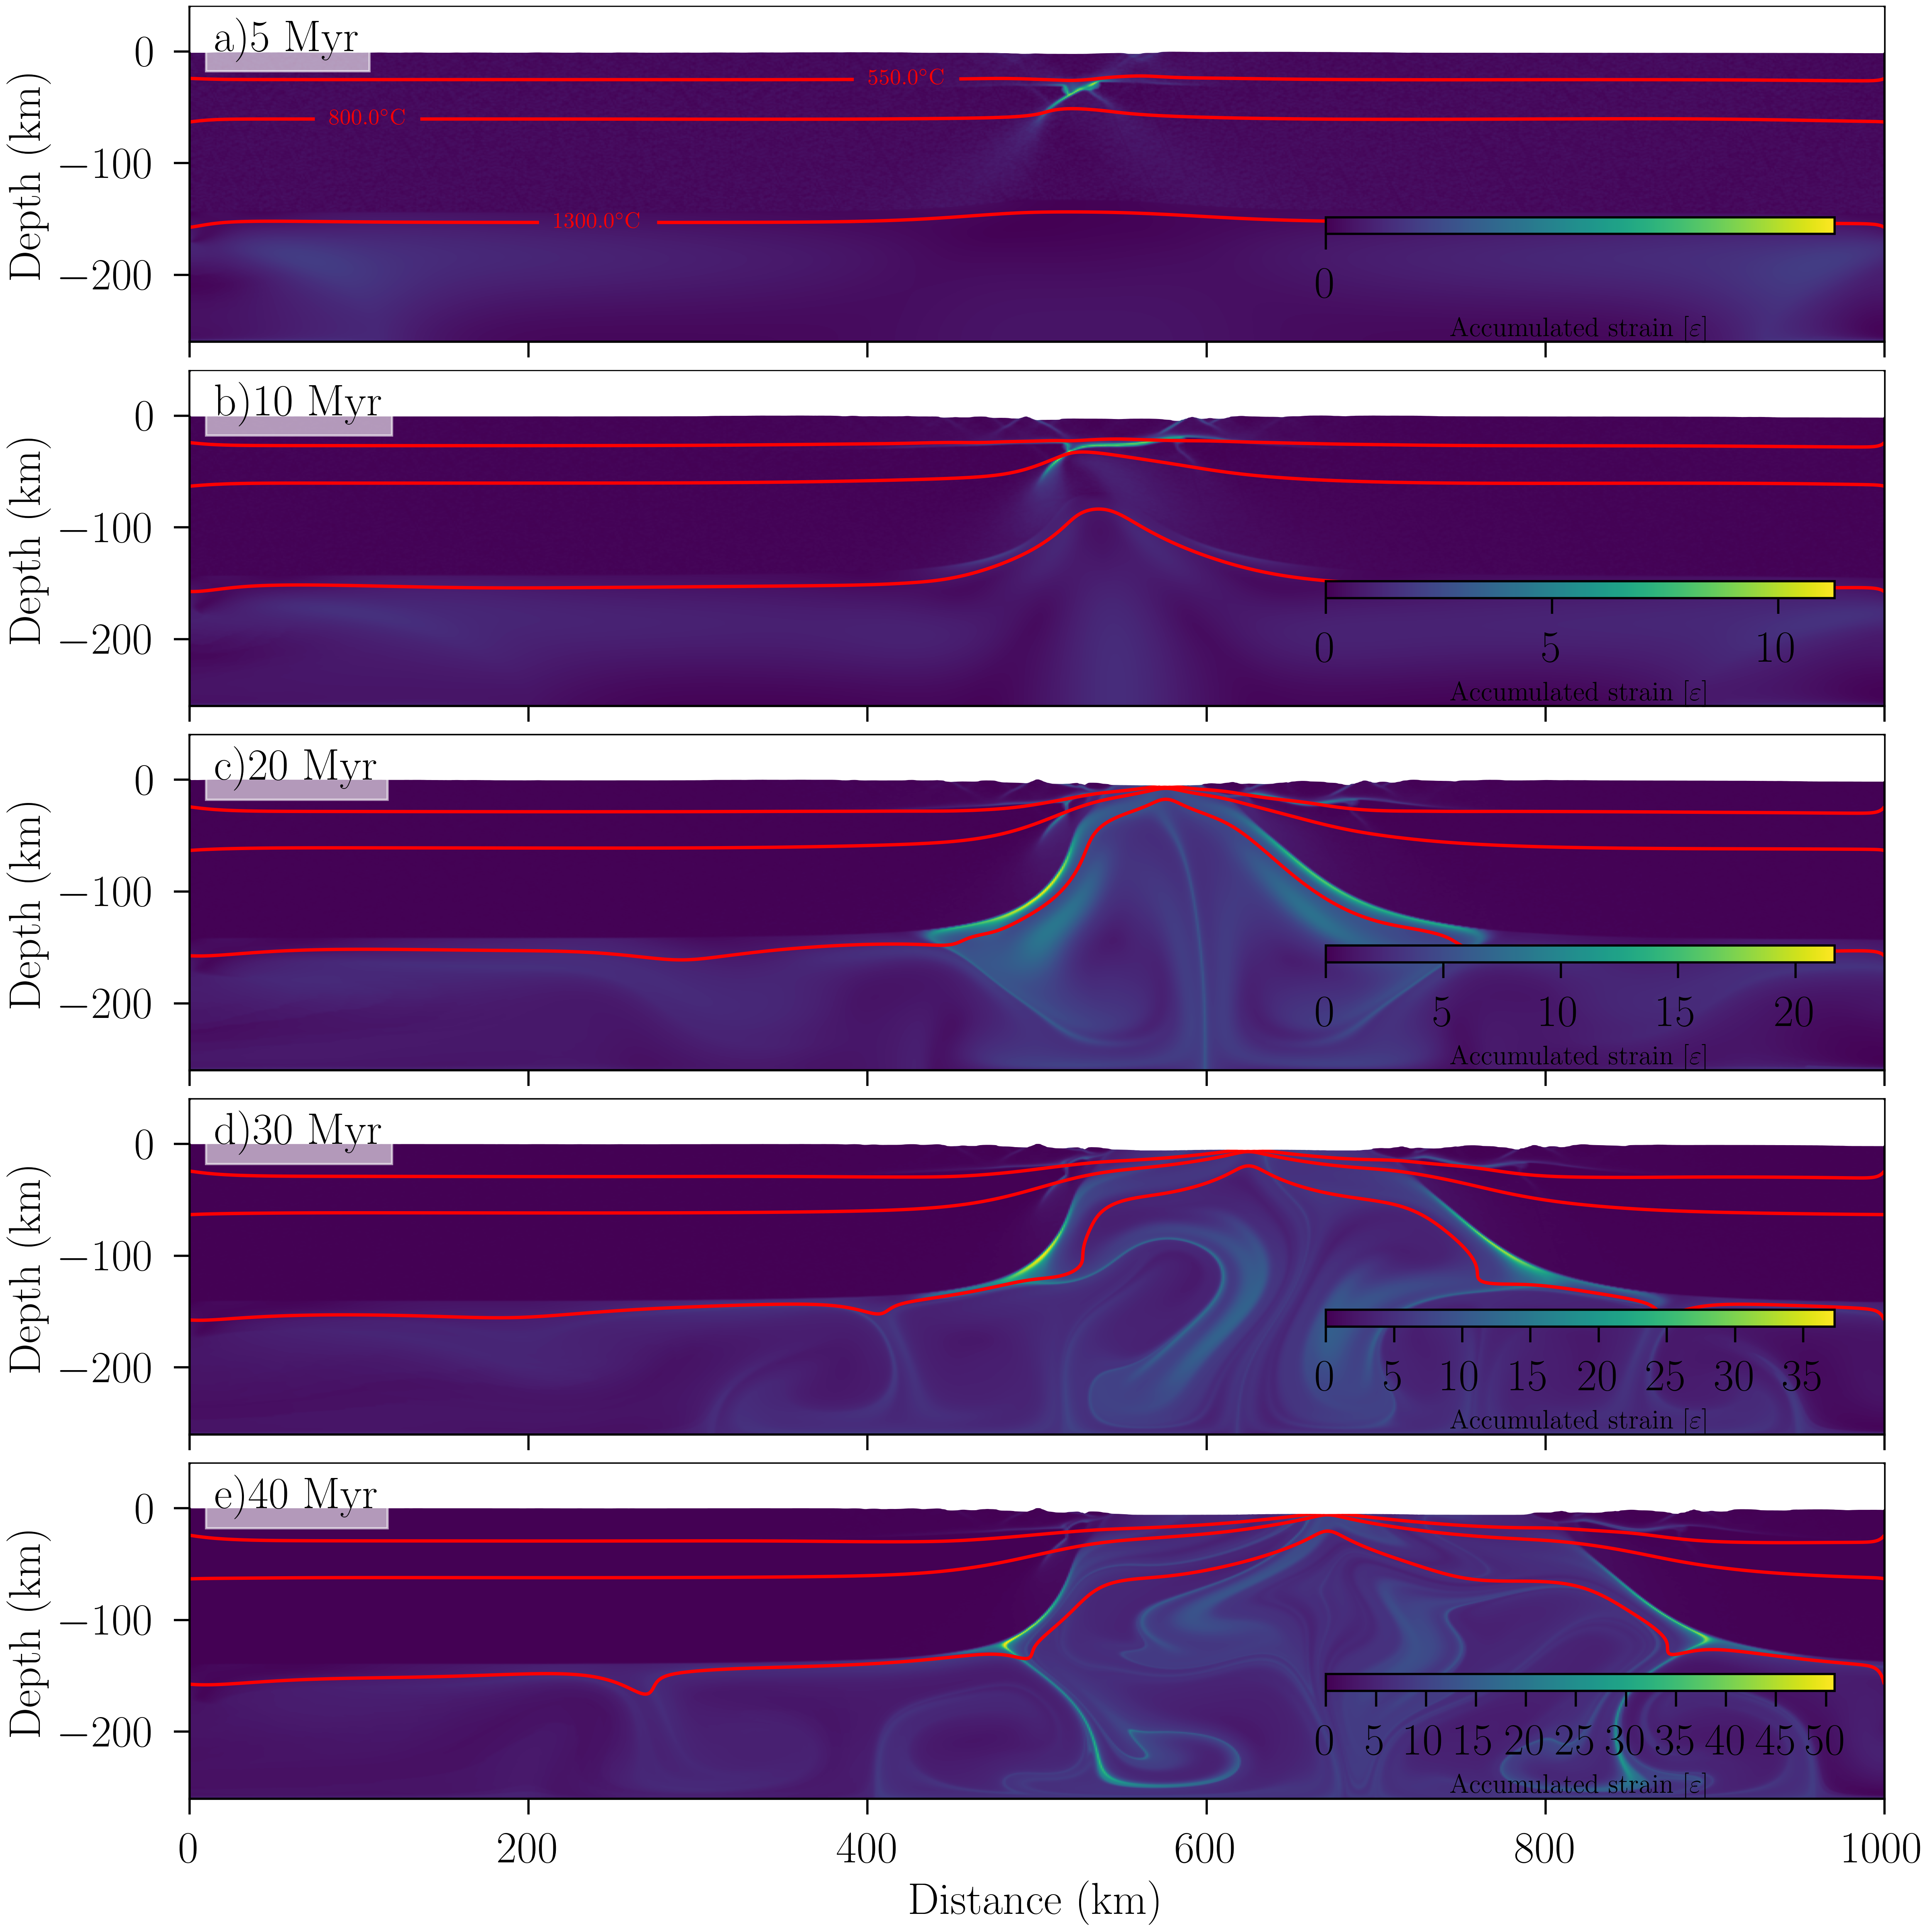 a)5 Myr
0
−100
−200
Depth (km)
550.0°C
800.0°C
1300.0°C
0
Accumulated strain [ε]
b)10 Myr
0
−100
−200
Depth (km)
0 5 10
Accumulated strain [ε]
c)20 Myr
0
−100
−200
Depth (km)
0 5 10 15 20
Accumulated strain [ε]
d)30 Myr
0
−100
−200
Depth (km)
0 5 10 15 20 25 30 35
Accumulated strain [ε]
e)40 Myr
0
−100
−200
Depth (km)
0 5 10 15 20 25 30 35 40 45 50
Accumulated strain [ε]
0 200 400 600 800 1000
Distance (km)